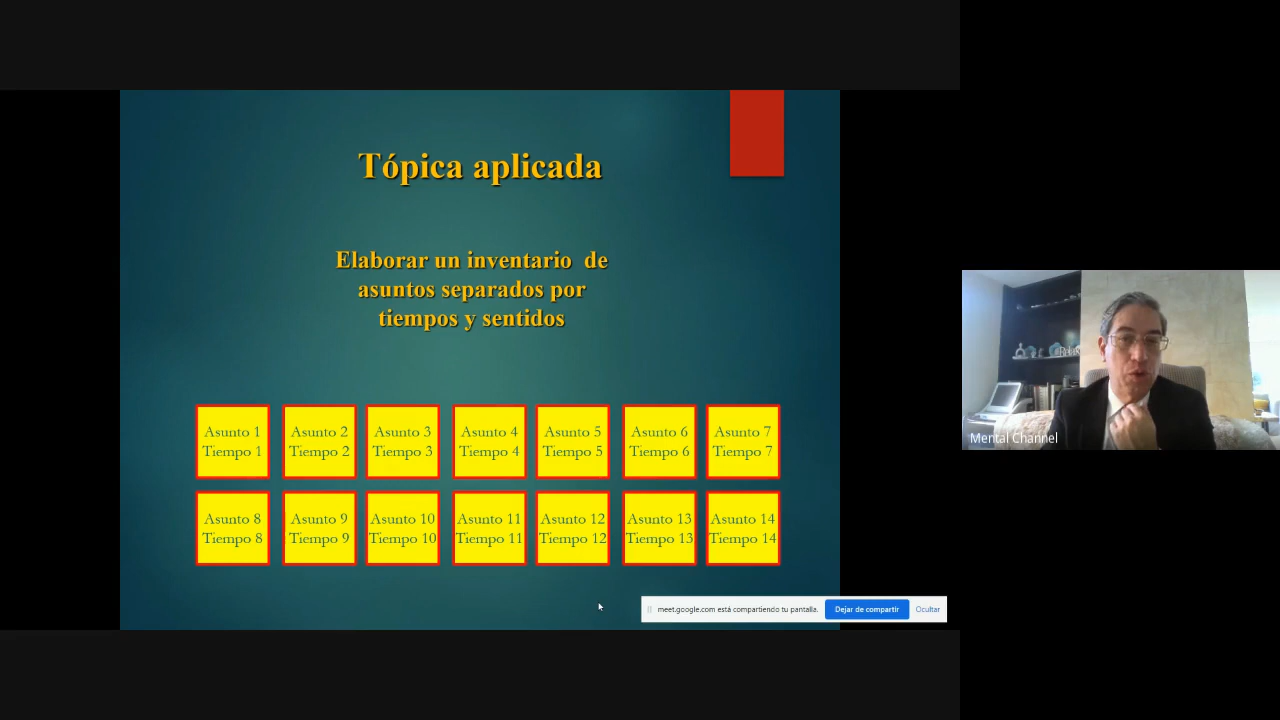 Tópica aplicada
Elaborar un inventario de
asuntos separados por
tiempos y sentidos
Asunto 1
Tiempo 1
Asunto 2
Tiempo 2
Asunto 3
Tiempo 3
Asunto 4
Tiempo 4
Asunto 5
Tiempo 5
Asunto 6
Tiempo 6
Asunto 7
Tiempo 7
Asunto 8
Tiempo 8
Asunto 9
Tiempo 9
Asunto 10
Tiempo 10
Asunto 11
Tiempo 11
Asunto 12
Tiempo 12
Asunto 13
Tiempo 13
Asunto 14
Tiempo 14
meet.google.com está compartiendo tu pantalla.
Dejar de compartir
Ocultar
Mental Channel